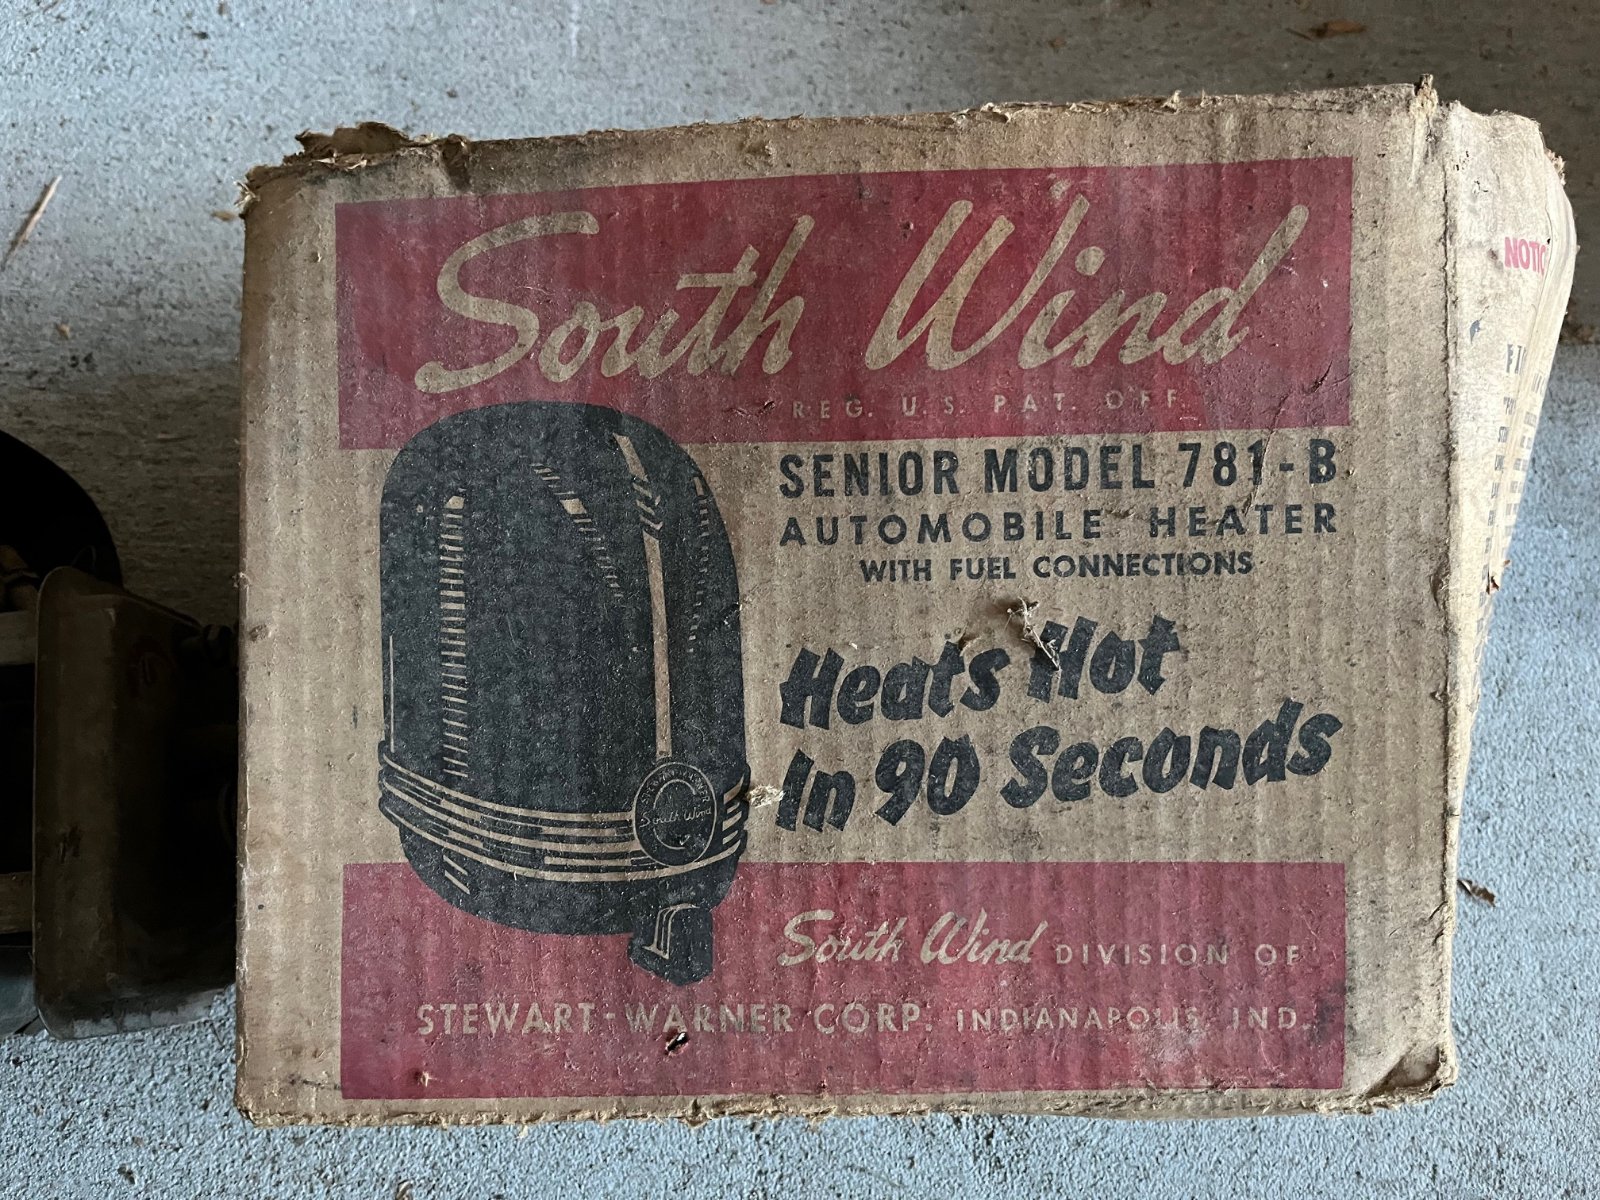 South Wind
REG. U.S. PAT. OFF.
SENIOR MODEL 781-B
AUTOMOBILE HEATER
WITH FUEL CONNECTIONS
Heats Hot
In 90 Seconds
South Wind
South Wind DIVISION OF
STEWART-WARNER CORP. INDIANAPOLIS, IND.